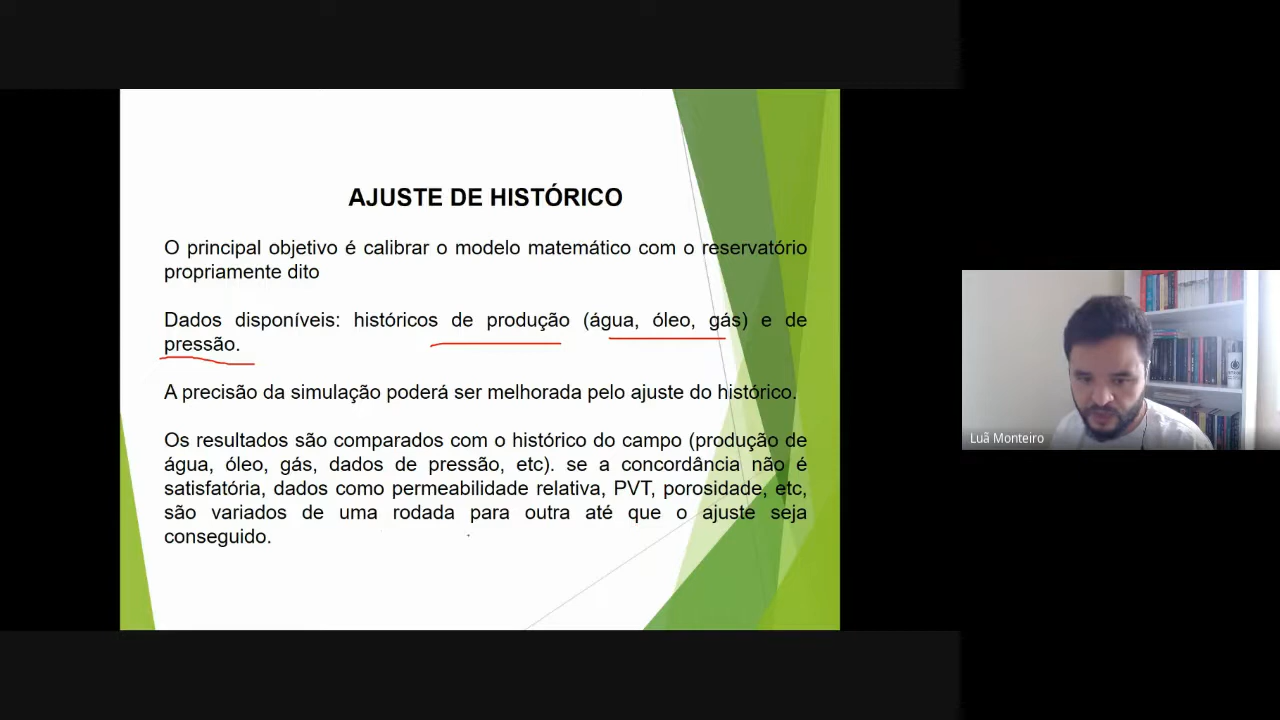 AJUSTE DE HISTÓRICO
O principal objetivo é calibrar o modelo matemático com o reservatório
propriamente dito
Dados disponíveis: históricos de produção (água, óleo, gás) e de
pressão.
A precisão da simulação poderá ser melhorada pelo ajuste do histórico.
Os resultados são comparados com o histórico do campo (produção de
água, óleo, gás, dados de pressão, etc). se a concordância não é
satisfatória, dados como permeabilidade relativa, PVT, porosidade, etc,
são variados de uma rodada para outra até que o ajuste seja
conseguido.
Luã Monteiro